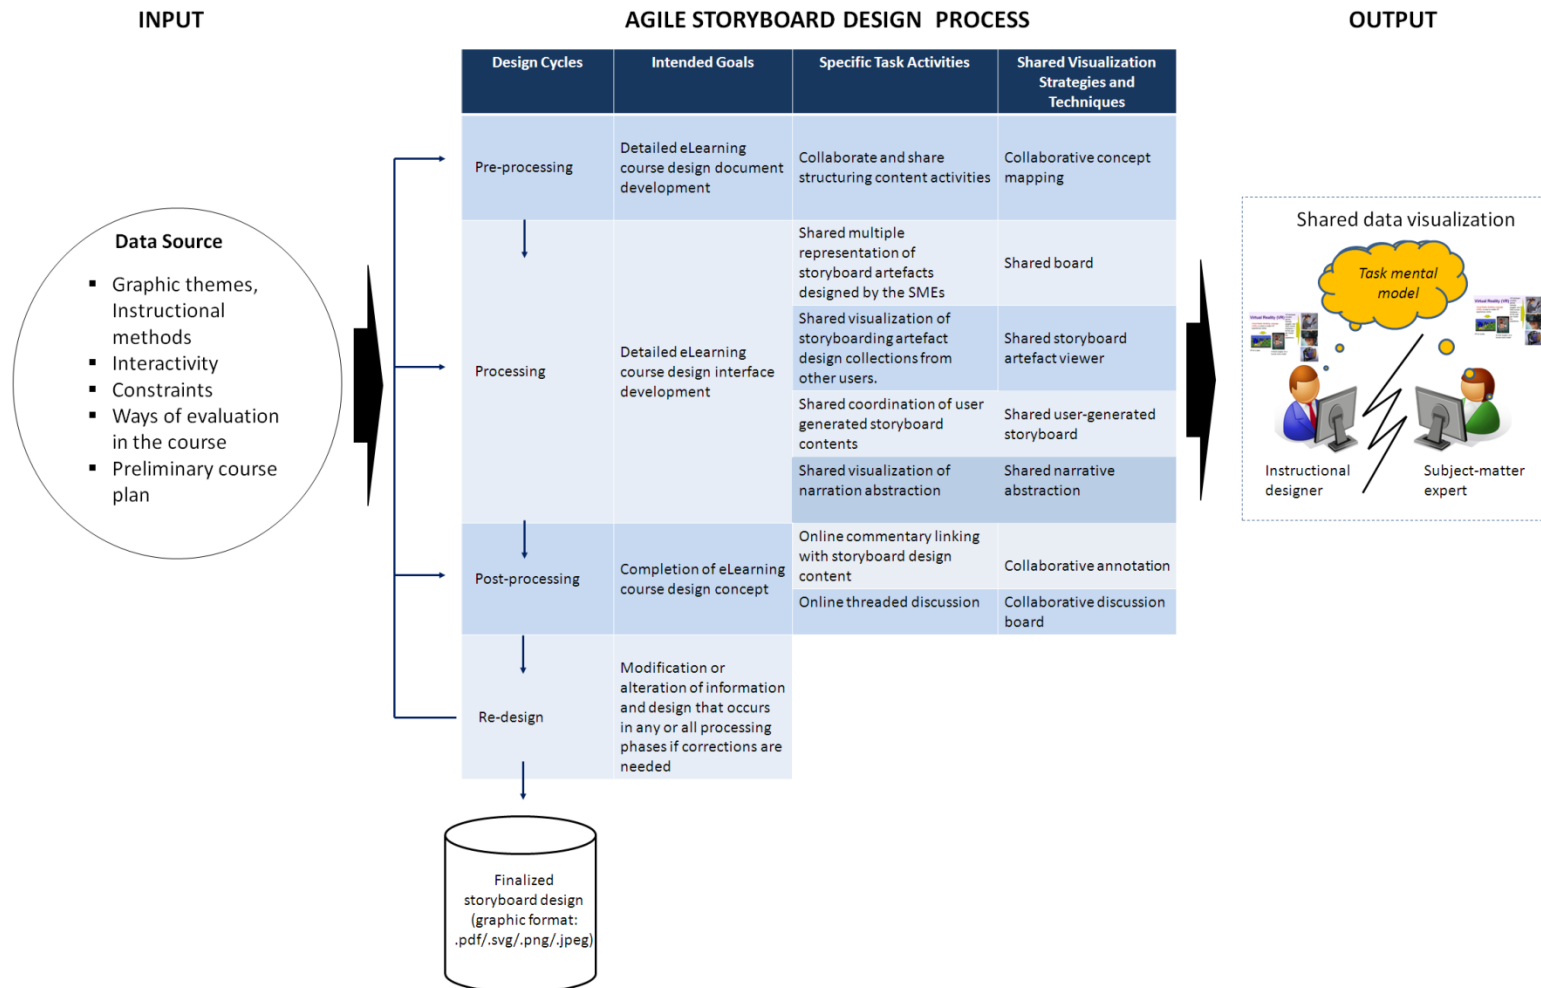 INPUT
AGILE STORYBOARD DESIGN PROCESS
OUTPUT
Design Cycles
Intended Goals
Specific Task Activities
Shared Visualization
Strategies and
Techniques
Pre-processing
Detailed eLearning
course design document
development
Collaborate and share
structuring content activities
Collaborative concept
mapping
Data Source
Graphic themes,
Instructional
methods
Interactivity
Constraints
Ways of evaluation
in the course
Preliminary course
plan
Processing
Detailed eLearning
course design interface
development
Shared multiple
representation of
storyboard artefacts
designed by the SMEs
Shared board
Shared visualization of
storyboarding artefact
design collections from
other users.
Shared storyboard
artefact viewer
Shared coordination of user
generated storyboard
contents
Shared user-generated
storyboard
Shared visualization of
narration abstraction
Shared narrative
abstraction
Post-processing
Completion of eLearning
course design concept
Online commentary linking
with storyboard design
content
Collaborative annotation
Online threaded discussion
Collaborative discussion
board
Re-design
Modification or
alteration of information
and design that occurs
in any or all processing
phases if corrections are
needed
Finalized
storyboard design
(graphic format:
.pdf/.svg/.png/.jpeg)
Shared data visualization
Task mental
model
Virtual Reality (VR)
Virtual Reality (VR)
Instructional
designer
Subject-matter
expert